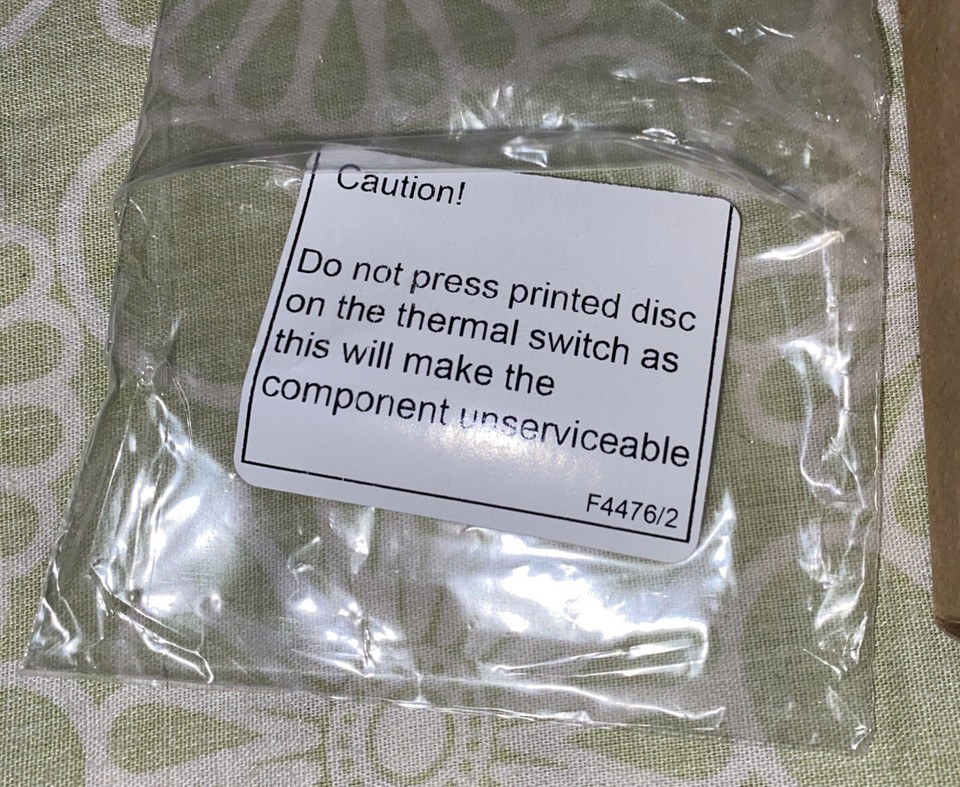 Caution!
Do not press printed disc
on the thermal switch as
this will make the
component unserviceable
F4476/2